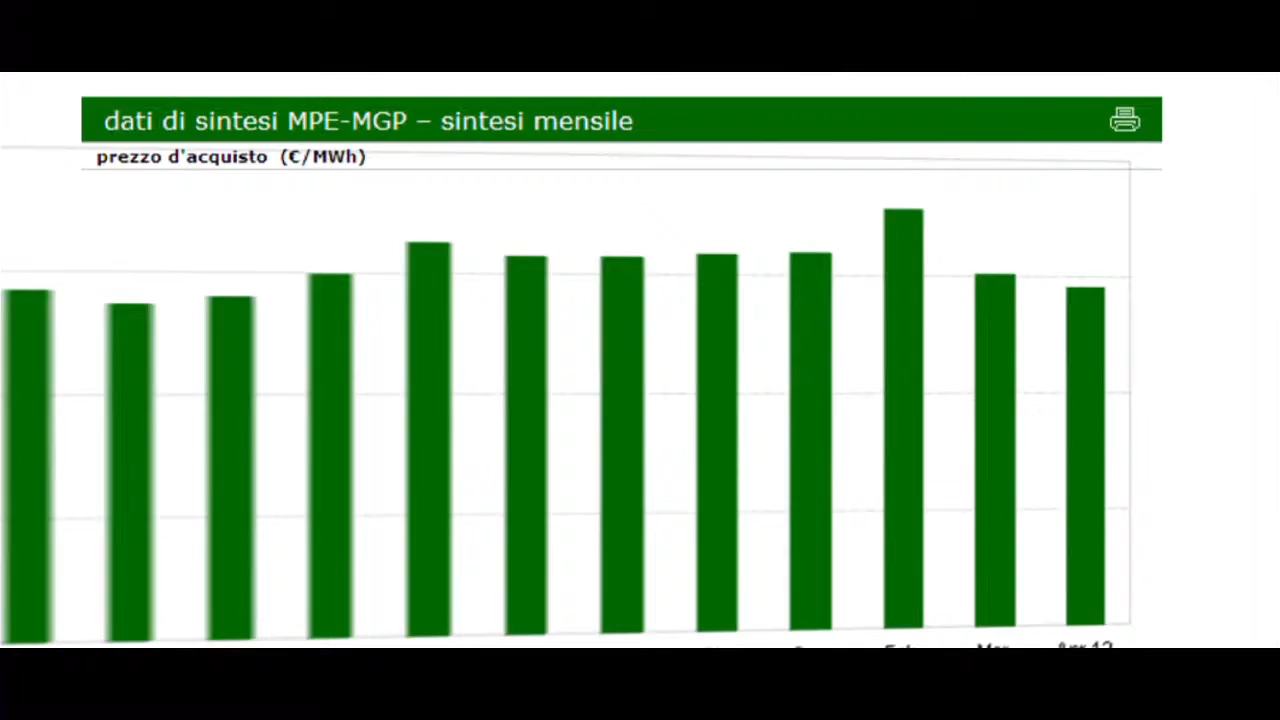 dati di sintesi MPE-MGP – sintesi mensile
prezzo d'acquisto (€/MWh)